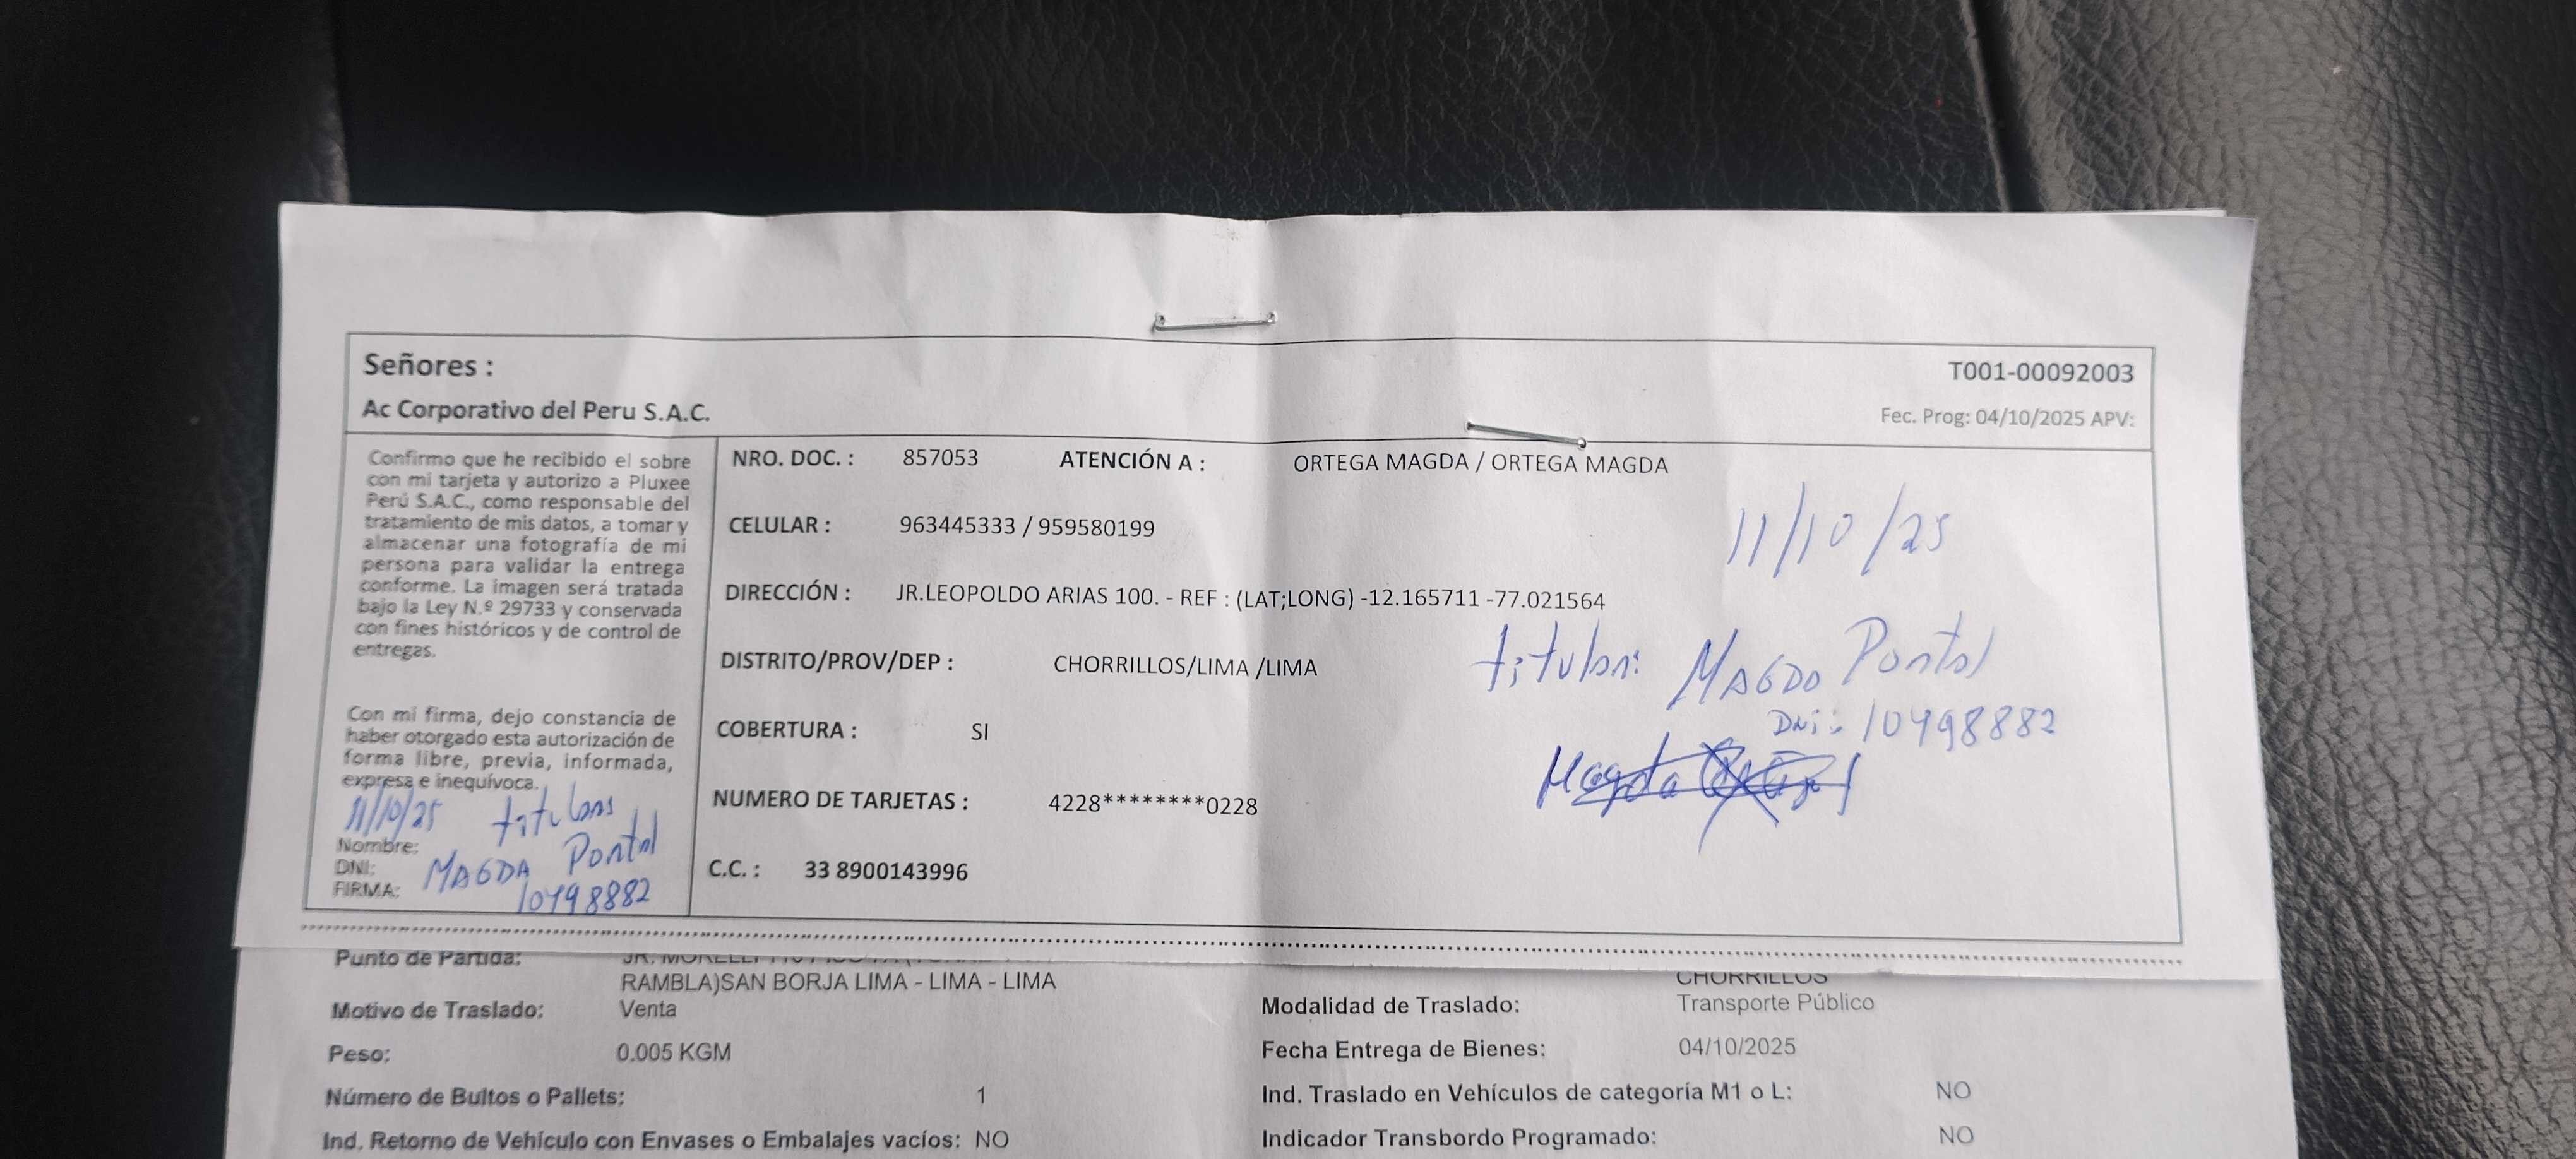 Señores :
T001-00092003
Ac Corporativo del Peru S.A.C.
Fec. Prog: 04/10/2025 APV:
Confirmo que he recibido el sobre
con mi tarjeta y autorizo a Pluxee
Perú S.A.C., como responsable del
tratamiento de mis datos, a tomar y
almacenar una fotografía de mi
persona para validar la entrega
conforme. La imagen será tratada
bajo la Ley N.º 29733 y conservada
con fines históricos y de control de
entregas.
Con mi firma, dejo constancia de
haber otorgado esta autorización de
forma libre, previa, informada,
expresa e inequívoca.
11/10/25 titular
Nombre:
DNI:
FIRMA:
MAGDA Portal
10498882
NRO. DOC. : 857053 ATENCIÓN A : ORTEGA MAGDA / ORTEGA MAGDA
CELULAR : 963445333 / 959580199
DIRECCIÓN : JR.LEOPOLDO ARIAS 100. - REF : (LAT;LONG) -12.165711 -77.021564
DISTRITO/PROV/DEP : CHORRILLOS/LIMA /LIMA
COBERTURA : SI
NUMERO DE TARJETAS : 4228********0228
C.C. : 33 8900143996
11/10/25
titular: MAGDA Portal
DNi: 10498882
Magda
Punto de Partida: JR. MORELLI
RAMBLA)SAN BORJA LIMA - LIMA - LIMA
Motivo de Traslado: Venta
Peso: 0.005 KGM
Número de Bultos o Pallets: 1
Ind. Retorno de Vehículo con Envases o Embalajes vacíos: NO
CHORRILLOS
Modalidad de Traslado: Transporte Público
Fecha Entrega de Bienes: 04/10/2025
Ind. Traslado en Vehículos de categoría M1 o L: NO
Indicador Transbordo Programado: NO